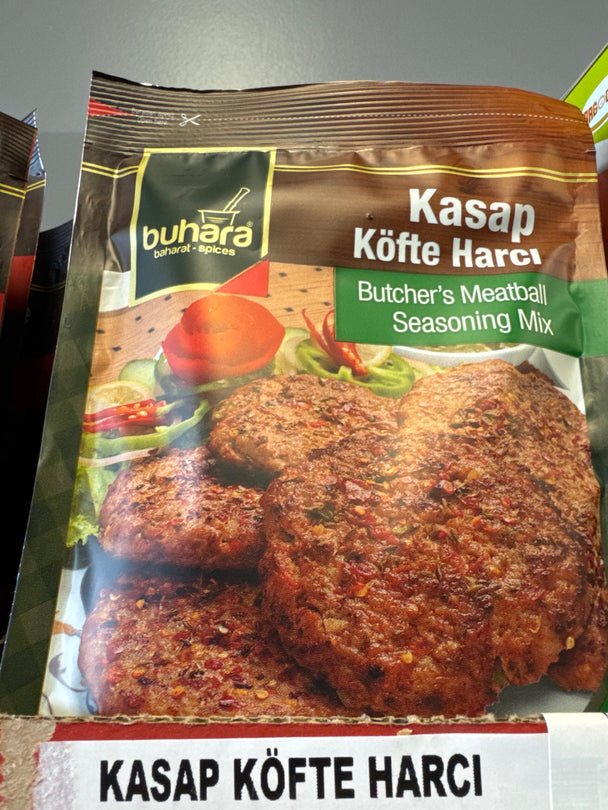 buhara
baharat - spices
Kasap
Köfte Harcı
Butcher's Meatball
Seasoning Mix
KASAP KÖFTE HARCI